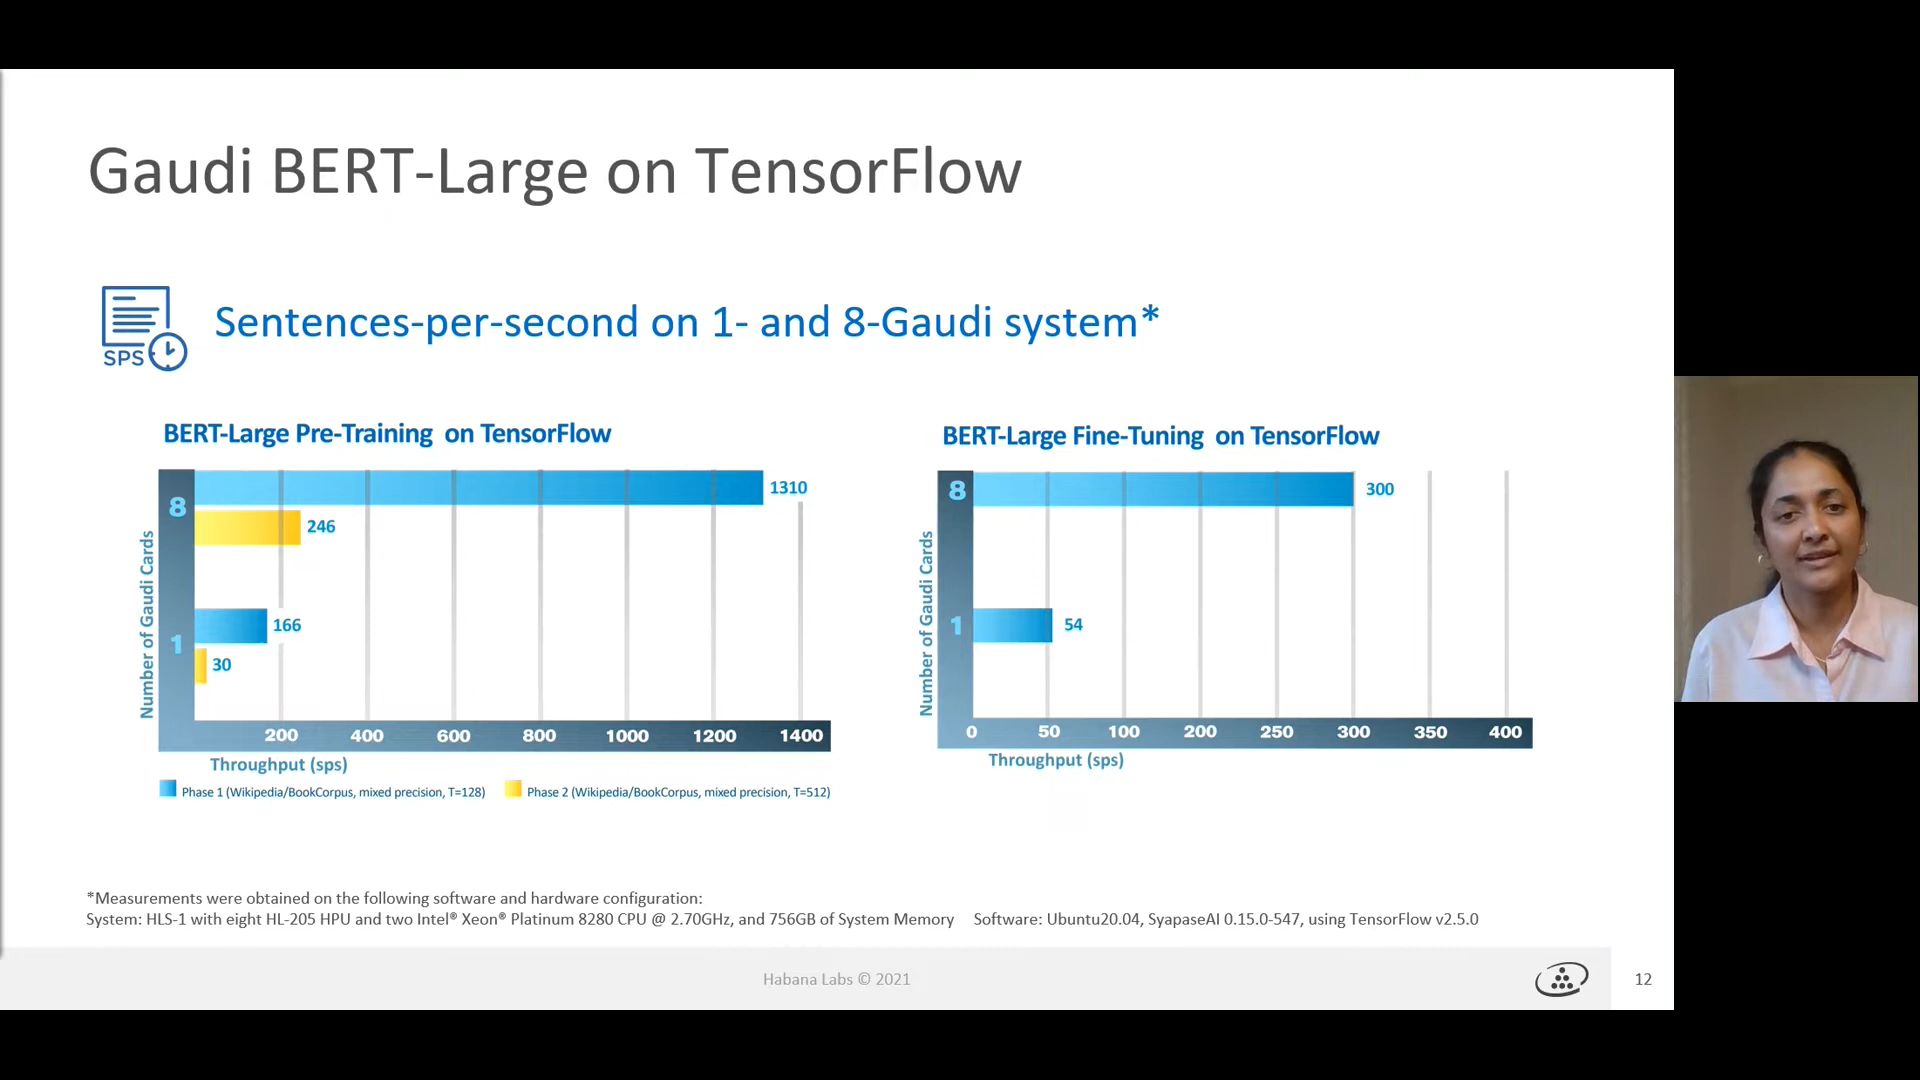 Gaudi BERT-Large on TensorFlow
SPS
Sentences-per-second on 1- and 8-Gaudi system*
BERT-Large Pre-Training on TensorFlow
Number of Gaudi Cards
8
1310
246
1
166
30
200 400 600 800 1000 1200 1400
Throughput (sps)
Phase 1 (Wikipedia/BookCorpus, mixed precision, T=128) Phase 2 (Wikipedia/BookCorpus, mixed precision, T=512)
BERT-Large Fine-Tuning on TensorFlow
Number of Gaudi Cards
8
300
1
54
0 50 100 200 250 300 350 400
Throughput (sps)
*Measurements were obtained on the following software and hardware configuration:
System: HLS-1 with eight HL-205 HPU and two Intel® Xeon® Platinum 8280 CPU @ 2.70GHz, and 756GB of System Memory Software: Ubuntu20.04, SyapaseAI 0.15.0-547, using TensorFlow v2.5.0
Habana Labs © 2021
12